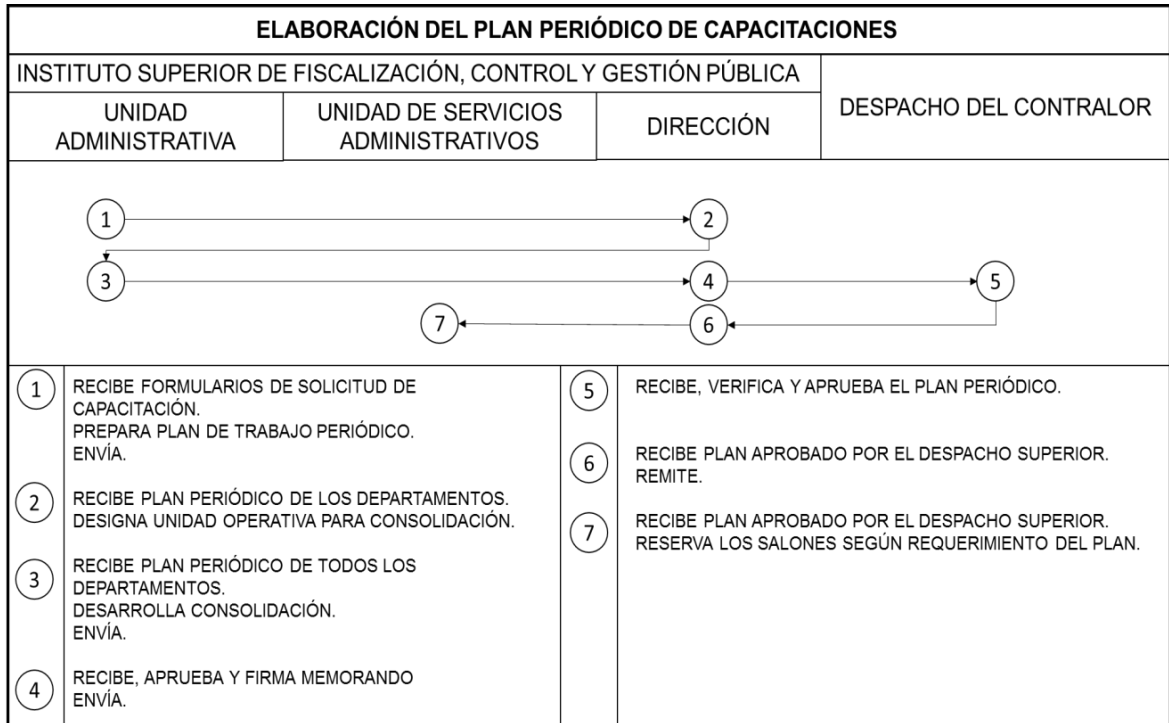 ELABORACIÓN DEL PLAN PERIÓDICO DE CAPACITACIONES
INSTITUTO SUPERIOR DE FISCALIZACIÓN, CONTROL Y GESTIÓN PÚBLICA
DESPACHO DEL CONTRALOR
UNIDAD
ADMINISTRATIVA
UNIDAD DE SERVICIOS
ADMINISTRATIVOS
DIRECCIÓN
1
2
3
4
5
7
6
1
RECIBE FORMULARIOS DE SOLICITUD DE
CAPACITACIÓN.
PREPARA PLAN DE TRABAJO PERIÓDICO.
ENVÍA.
2
RECIBE PLAN PERIÓDICO DE LOS DEPARTAMENTOS.
DESIGNA UNIDAD OPERATIVA PARA CONSOLIDACIÓN.
3
RECIBE PLAN PERIÓDICO DE TODOS LOS
DEPARTAMENTOS.
DESARROLLA CONSOLIDACIÓN.
ENVÍA.
4
RECIBE, APRUEBA Y FIRMA MEMORANDO
ENVÍA.
5
RECIBE, VERIFICA Y APRUEBA EL PLAN PERIÓDICO.
6
RECIBE PLAN APROBADO POR EL DESPACHO SUPERIOR.
REMITE.
7
RECIBE PLAN APROBADO POR EL DESPACHO SUPERIOR.
RESERVA LOS SALONES SEGÚN REQUERIMIENTO DEL PLAN.